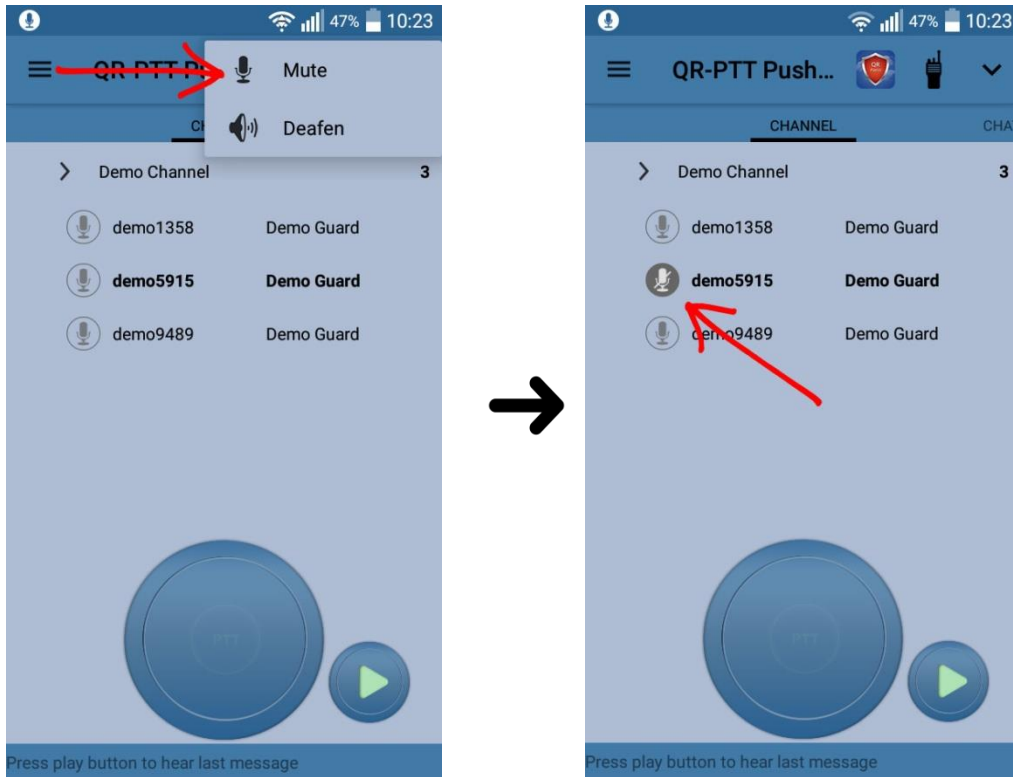 47% 10:23
QR-PTT P
Mute
CH
Deafen
Demo Channel 3
demo1358 Demo Guard
demo5915 Demo Guard
demo9489 Demo Guard
PTT
Press play button to hear last message
47% 10:23
QR-PTT Push...
CHANNEL CHA
Demo Channel 3
demo1358 Demo Guard
demo5915 Demo Guard
demo9489 Demo Guard
PTT
Press play button to hear last message